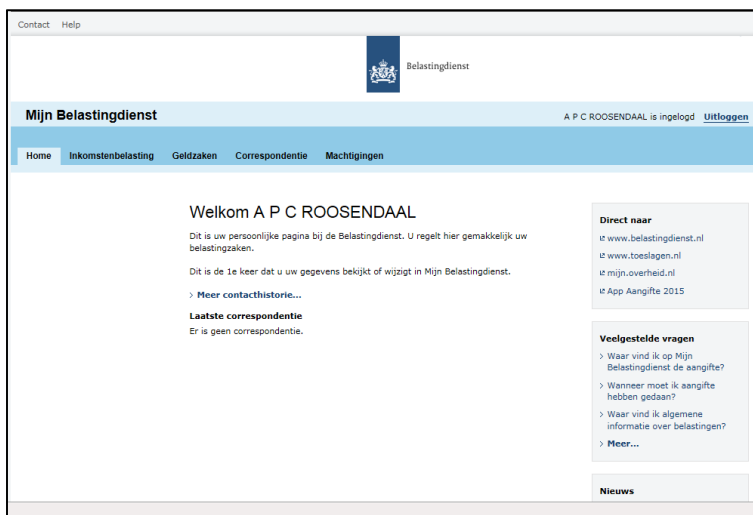 Contact Help
Belastingdienst
Mijn Belastingdienst
A P C ROOSENDAAL is ingelogd Uitloggen
Home Inkomstenbelasting Geldzaken Correspondentie Machtigingen
Welkom A P C ROOSENDAAL
Dit is uw persoonlijke pagina bij de Belastingdienst. U regelt hier gemakkelijk uw
belastingzaken.
Dit is de 1e keer dat u uw gegevens bekijkt of wijzigt in Mijn Belastingdienst.
> Meer contacthistorie...
Laatste correspondentie
Er is geen correspondentie.
Direct naar
www.belastingdienst.nl
www.toeslagen.nl
mijn.overheid.nl
App Aangifte 2015
Veelgestelde vragen
> Waar vind ik op Mijn
Belastingdienst de aangifte?
> Wanneer moet ik aangifte
hebben gedaan?
> Waar vind ik algemene
informatie over belastingen?
> Meer...
Nieuws